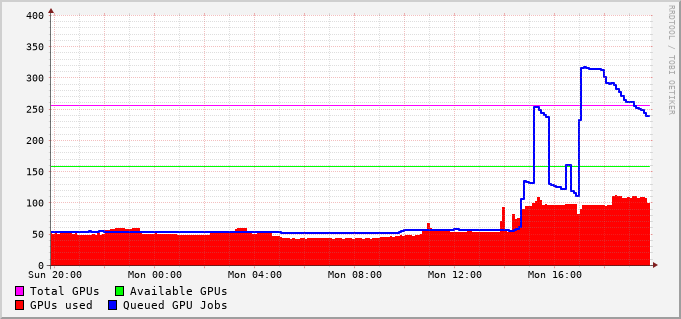 400
350
300
250
200
150
100
50
0
Sun 20:00 Mon 00:00 Mon 04:00 Mon 08:00 Mon 12:00 Mon 16:00
Total GPUs Available GPUs
GPUs used Queued GPU Jobs
RRDTOOL / TOBI OETIKER